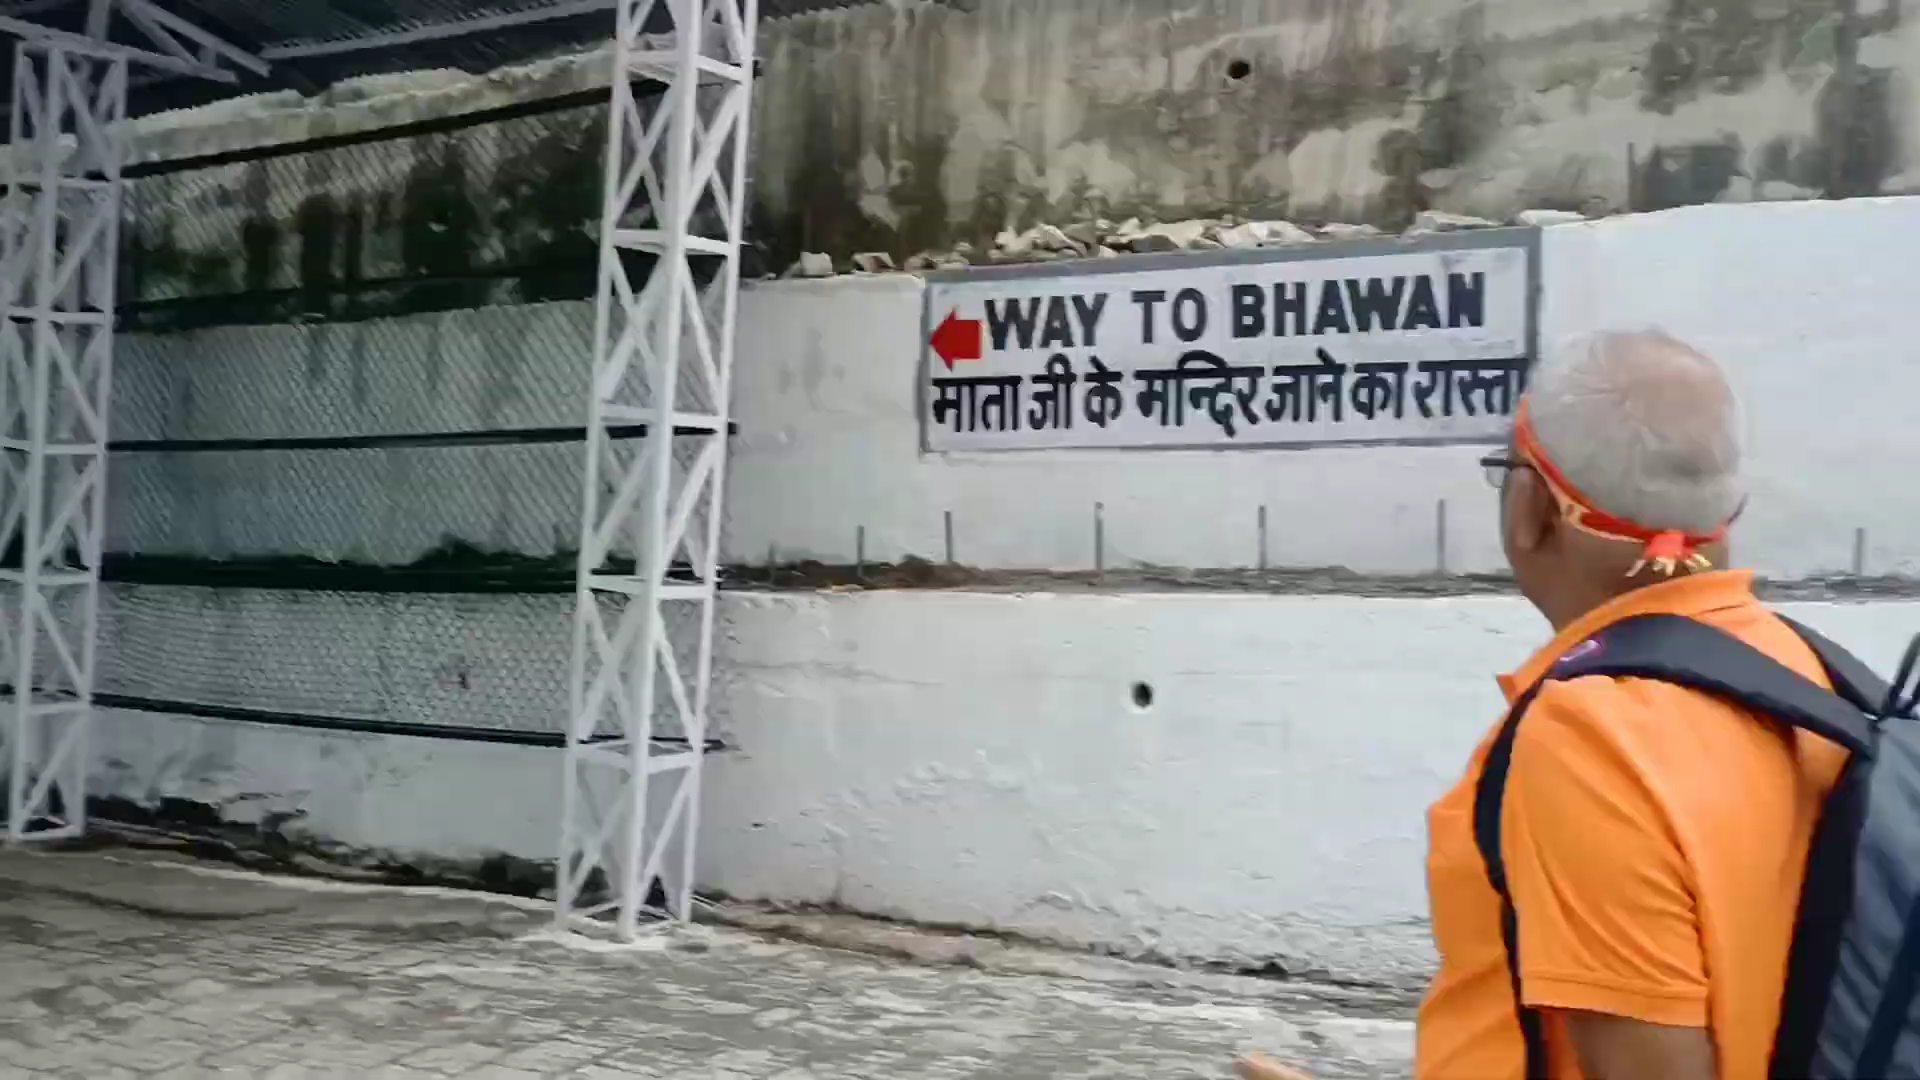 WAY TO BHAWAN
माता जी के मन्दिर जाने का रास्ता